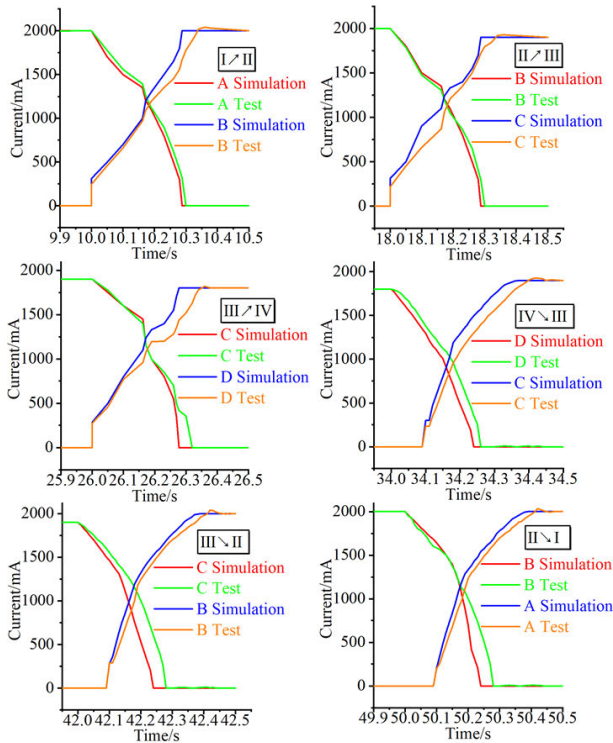 Current/mA
2000
1500
1000
500
0
I↗II
A Simulation
A Test
B Simulation
B Test
9.9 10.0 10.1 10.2 10.3 10.4 10.5
Time/s
Current/mA
2000
1500
1000
500
0
II↗III
B Simulation
B Test
C Simulation
C Test
18.0 18.1 18.2 18.3 18.4 18.5
Time/s
Current/mA
2000
1500
1000
500
0
III↗IV
C Simulation
C Test
D Simulation
D Test
25.9 26.0 26.1 26.2 26.3 26.4 26.5
Time/s
Current/mA
2000
1500
1000
500
0
IV↘III
D Simulation
D Test
C Simulation
C Test
34.0 34.1 34.2 34.3 34.4 34.5
Time/s
Current/mA
2000
1500
1000
500
0
III↘II
C Simulation
C Test
B Simulation
B Test
42.0 42.1 42.2 42.3 42.4 42.5
Time/s
Current/mA
2000
1500
1000
500
0
II↘I
B Simulation
B Test
A Simulation
A Test
49.9 50.0 50.1 50.2 50.3 50.4 50.5
Time/s